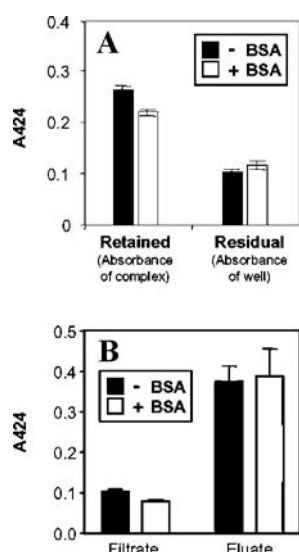 0.4
A
- BSA
+ BSA
0.3
0.2
0.1
0
A424
Retained
(Absorbance
of complex)
Residual
(Absorbance
of well)
0.5
B
- BSA
+ BSA
0.4
0.3
0.2
0.1
0.0
A424
Filtrate
Eluate